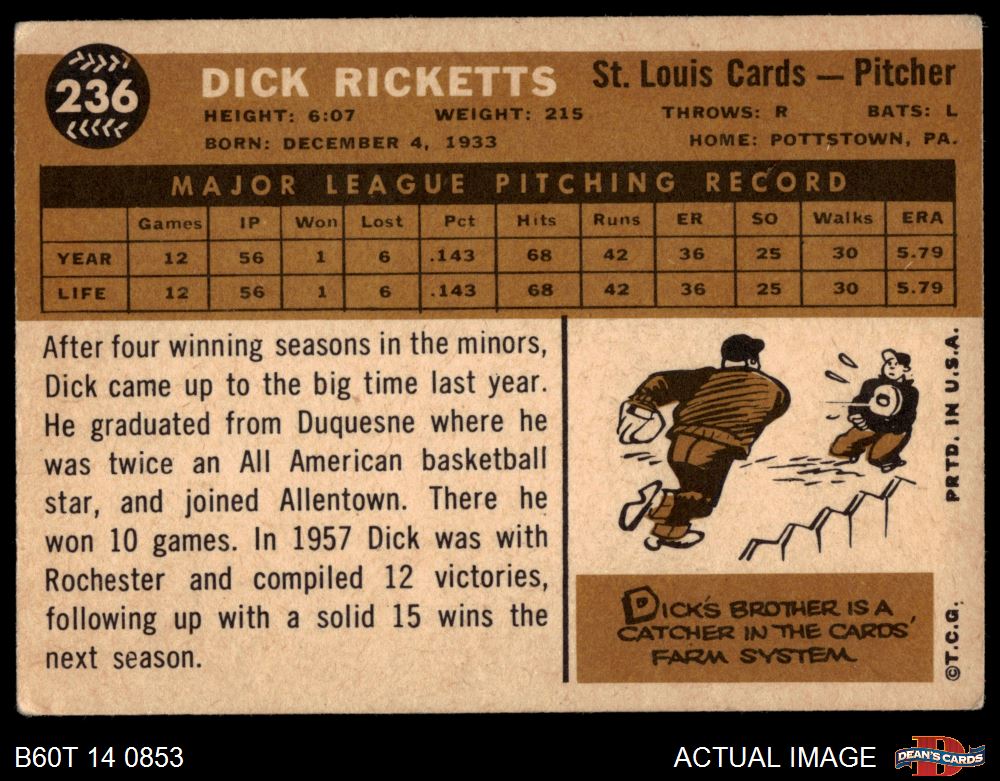 236
DICK RICKETTS
St. Louis Cards — Pitcher
HEIGHT: 6:07 WEIGHT: 215 THROWS: R BATS: L
BORN: DECEMBER 4, 1933 HOME: POTTSTOWN, PA.
MAJOR LEAGUE PITCHING RECORD
Games IP Won Lost Pct Hits Runs ER SO Walks ERA
YEAR 12 56 1 6 .143 68 42 36 25 30 5.79
LIFE 12 56 1 6 .143 68 42 36 25 30 5.79
After four winning seasons in the minors,
Dick came up to the big time last year.
He graduated from Duquesne where he
was twice an All American basketball
star, and joined Allentown. There he
won 10 games. In 1957 Dick was with
Rochester and compiled 12 victories,
following up with a solid 15 wins the
next season.
DICK'S BROTHER IS A
CATCHER IN THE CARDS'
FARM SYSTEM.
©T.C.G. PRTD. IN U.S.A.
B60T 14 0853
ACTUAL IMAGE
D
DEAN'S CARDS